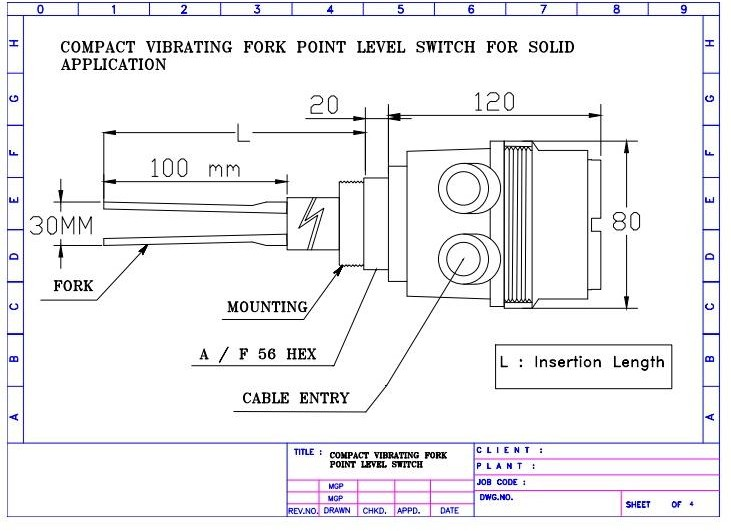 0 1 2 3 4 5 6 7 8 9
COMPACT VIBRATING FORK POINT LEVEL SWITCH FOR SOLID
APPLICATION
H H
G G
20 120
L
F F
100 mm
E E
30MM 80
D D
FORK
MOUNTING
C C
A / F 56 HEX
L : Insertion Length
B B
CABLE ENTRY
A A
TITLE : COMPACT VIBRATING FORK
POINT LEVEL SWITCH
CLIENT :
PLANT :
JOB CODE :
MGP
MGP
DWG.NO.
SHEET OF 4
REV.NO. DRAWN CHKD. APPD. DATE